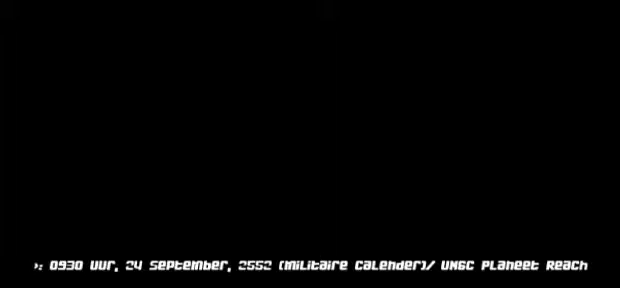 >: 0930 uur, 24 september, 2552 (militaire calender)/ UNSC Planeet Reach